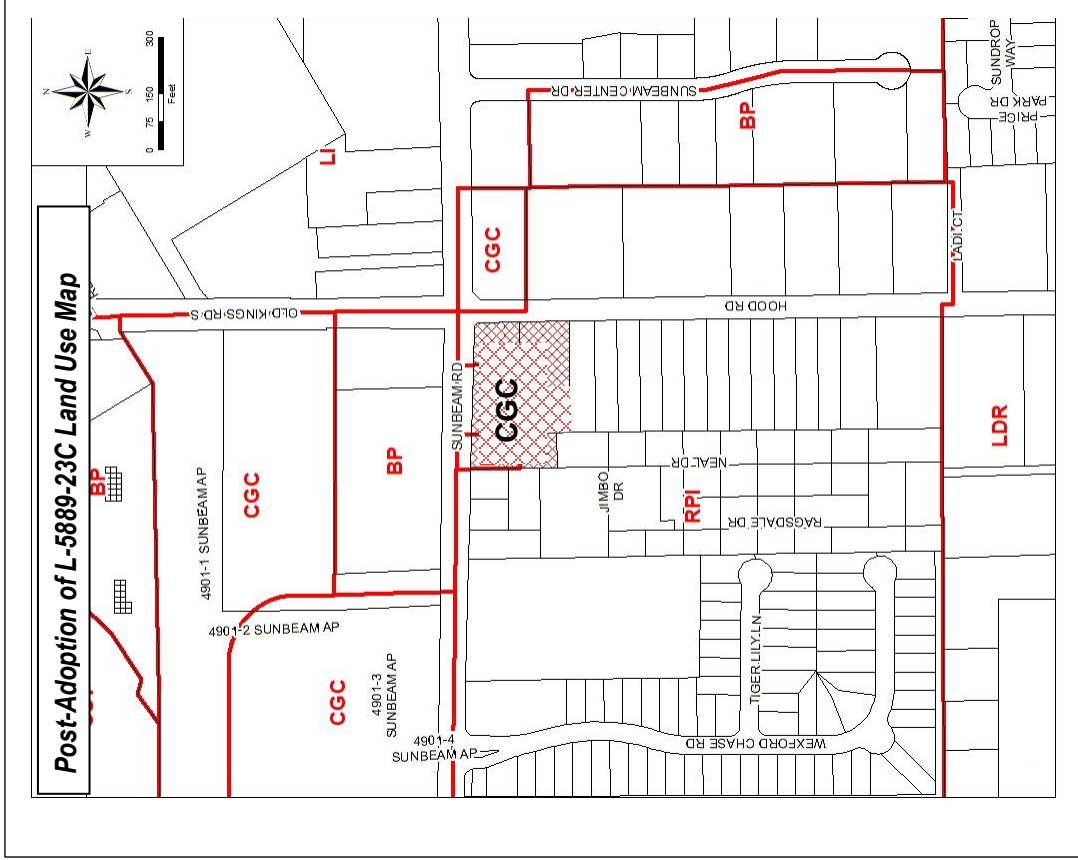 Post-Adoption of L-5889-23C Land Use Map
N
E
S
W
0
75
150
300
Feet
LI
OLD KINGS RD S
BP
CGC
4901-1 SUNBEAM AP
4901-2 SUNBEAM AP
CGC
4901-3
SUNBEAM AP
4901-4
SUNBEAM AP
BP
SUNBEAM RD
CGC
CGC
SUNBEAM CENTER DR
BP
HOOD RD
LADI CT
SUNDROP
WAY
PRICE
PARK DR
JIMBO
DR
NEAL DR
RPI
RAGSDALE DR
LDR
TIGER LILY LN
WEXFORD CHASE RD